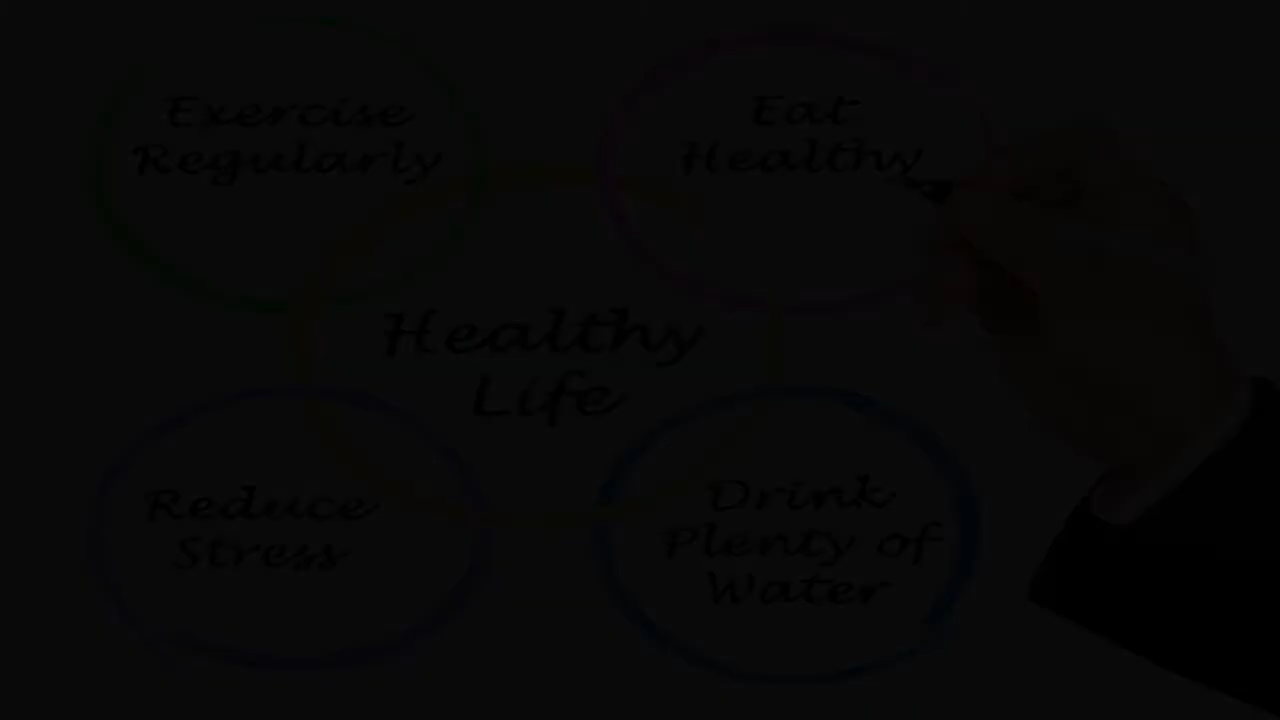 Exercise
Regularly
Eat
Healthy
Healthy
Life
Reduce
Stress
Drink
Plenty of
Water